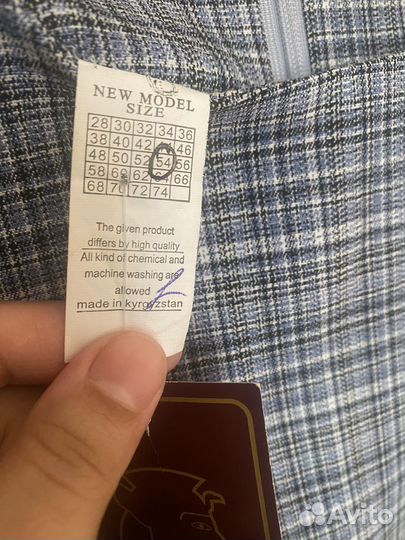 NEW MODEL
SIZE
28 30 32 34 36
38 40 42 46
48 50 52 54 56
58 60 62 66
68 70 72 74
The given product
differs by high quality
All kind of chemical and
machine washing are
allowed
made in kyrgyzstan
Avito